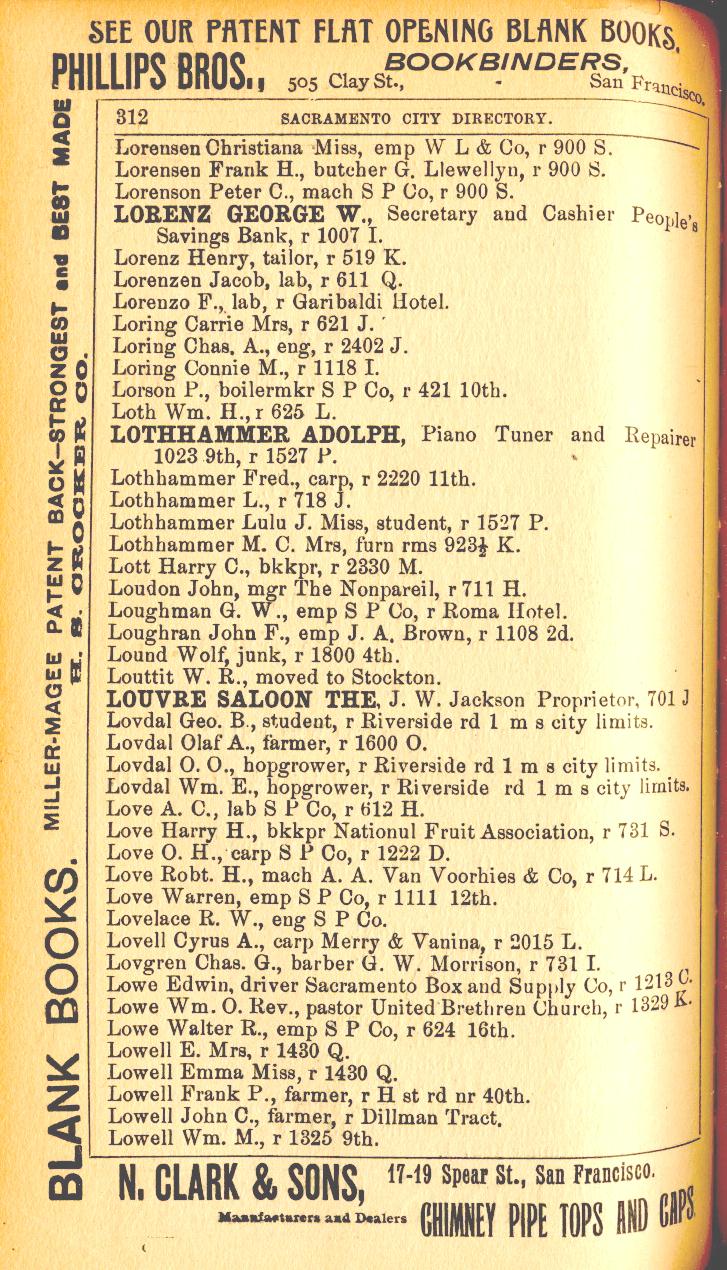 SEE OUR PATENT FLAT OPENING BLANK BOOKS.
PHILLIPS BROS., BOOKBINDERS,
505 Clay St., - San Francisco.
312 SACRAMENTO CITY DIRECTORY.
Lorensen Christiana Miss, emp W L & Co, r 900 S.
Lorensen Frank H., butcher G. Llewellyn, r 900 S.
Lorenson Peter C., mach S P Co, r 900 S.
LORENZ GEORGE W., Secretary and Cashier People's
Savings Bank, r 1007 I.
Lorenz Henry, tailor, r 519 K.
Lorenzen Jacob, lab, r 611 Q.
Lorenzo F., lab, r Garibaldi Hotel.
Loring Carrie Mrs, r 621 J.
Loring Chas. A., eng, r 2402 J.
Loring Connie M., r 1118 I.
Lorson P., boilermkr S P Co, r 421 10th.
Loth Wm. H., r 625 L.
LOTHHAMMER ADOLPH, Piano Tuner and Repairer
1023 9th, r 1527 P.
Lothhammer Fred., carp, r 2220 11th.
Lothhammer L., r 718 J.
Lothhammer Lulu J. Miss, student, r 1527 P.
Lothhammer M. C. Mrs, furn rms 923½ K.
Lott Harry C., bkkpr, r 2330 M.
Loudon John, mgr The Nonpareil, r 711 H.
Loughman G. W., emp S P Co, r Roma Hotel.
Loughran John F., emp J. A. Brown, r 1108 2d.
Lound Wolf, junk, r 1800 4th.
Louttit W. R., moved to Stockton.
LOUVRE SALOON THE, J. W. Jackson Proprietor, 701 J
Lovdal Geo. B., student, r Riverside rd 1 m s city limits.
Lovdal Olaf A., farmer, r 1600 O.
Lovdal O. O., hopgrower, r Riverside rd 1 m s city limits.
Lovdal Wm. E., hopgrower, r Riverside rd 1 m s city limits.
Love A. C., lab S P Co, r 612 H.
Love Harry H., bkkpr Nationul Fruit Association, r 731 S.
Love O. H., carp S P Co, r 1222 D.
Love Robt. H., mach A. A. Van Voorhies & Co, r 714 L.
Love Warren, emp S P Co, r 1111 12th.
Lovelace R. W., eng S P Co.
Lovell Cyrus A., carp Merry & Vanina, r 2015 L.
Lovgren Chas. G., barber G. W. Morrison, r 731 I.
Lowe Edwin, driver Sacramento Box and Supply Co, r 1213 C.
Lowe Wm. O. Rev., pastor United Brethren Church, r 1329 K.
Lowe Walter R., emp S P Co, r 624 16th.
Lowell E. Mrs, r 1430 Q.
Lowell Emma Miss, r 1430 Q.
Lowell Frank P., farmer, r H st rd nr 40th.
Lowell John C., farmer, r Dillman Tract.
Lowell Wm. M., r 1325 9th.
BLANK BOOKS. MILLER-MAGEE PATENT BACK—STRONGEST and BEST MADE
H. S. CROCKER CO.
N. CLARK & SONS, 17-19 Spear St., San Francisco.
Manufacturers and Dealers CHIMNEY PIPE TOPS AND CAPS.